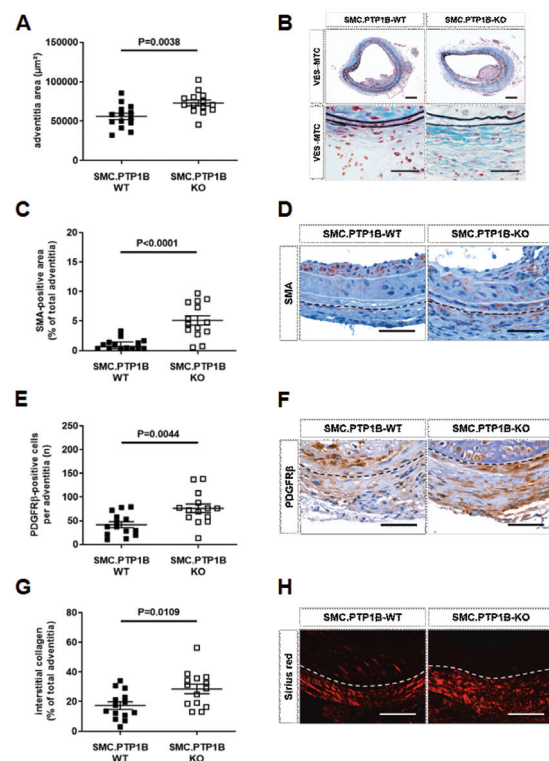 A
P=0.0038
adventitia area (µm²)
150000
100000
50000
0
SMC.PTP1B
WT
SMC.PTP1B
KO
B
SMC.PTP1B-WT
SMC.PTP1B-KO
VES-MTC
VES-MTC
C
P<0.0001
SMA-positive area
(% of total adventitia)
20
15
10
5
0
SMC.PTP1B
WT
SMC.PTP1B
KO
D
SMC.PTP1B-WT
SMC.PTP1B-KO
SMA
E
P=0.0044
PDGFRβ-positive cells
per adventitia (n)
250
200
150
100
50
0
SMC.PTP1B
WT
SMC.PTP1B
KO
F
SMC.PTP1B-WT
SMC.PTP1B-KO
PDGFRβ
G
P=0.0109
interstitial collagen
(% of total adventitia)
80
60
40
20
0
SMC.PTP1B
WT
SMC.PTP1B
KO
H
SMC.PTP1B-WT
SMC.PTP1B-KO
Sirius red